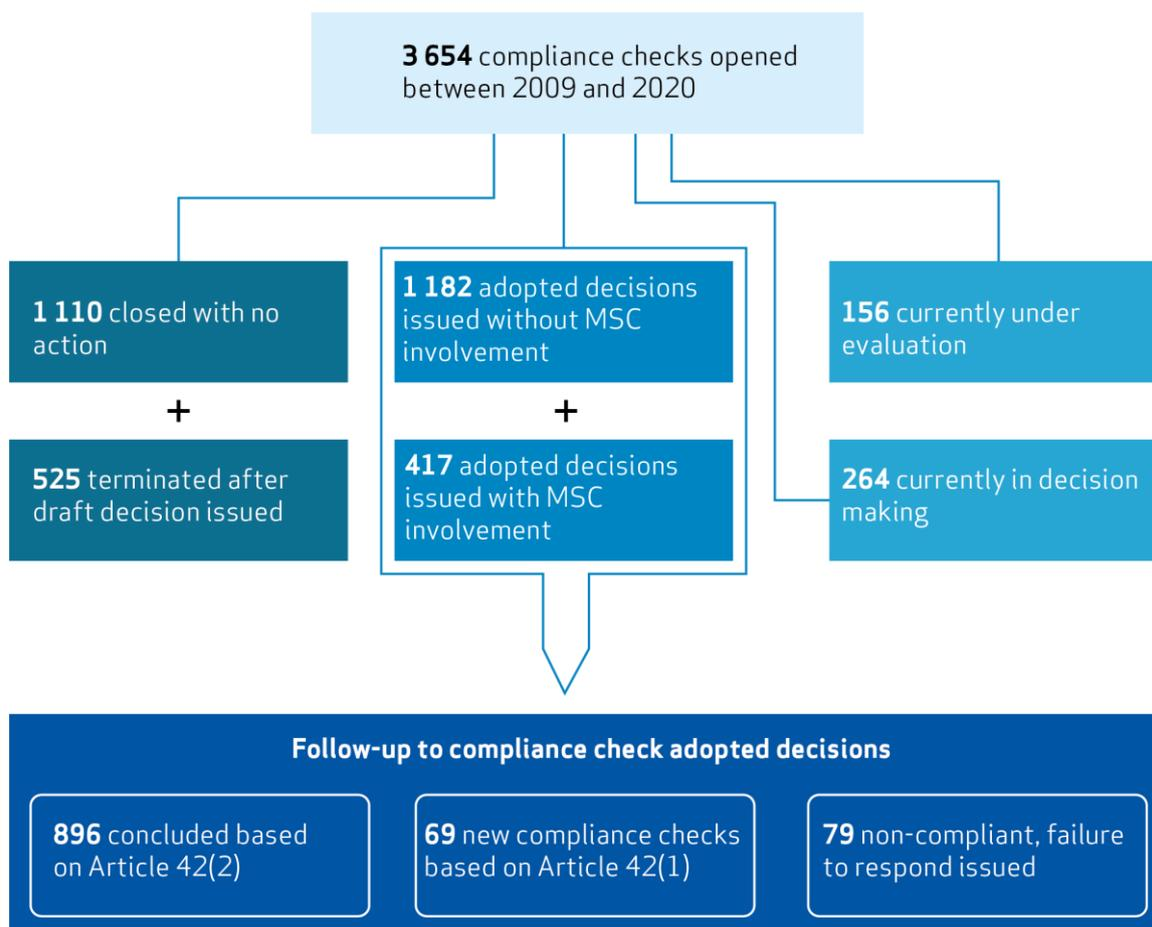 3 654 compliance checks opened
between 2009 and 2020
1 110 closed with no
action
+
525 terminated after
draft decision issued
1 182 adopted decisions
issued without MSC
involvement
+
417 adopted decisions
issued with MSC
involvement
156 currently under
evaluation
264 currently in decision
making
Follow-up to compliance check adopted decisions
896 concluded based
on Article 42(2)
69 new compliance checks
based on Article 42(1)
79 non-compliant, failure
to respond issued